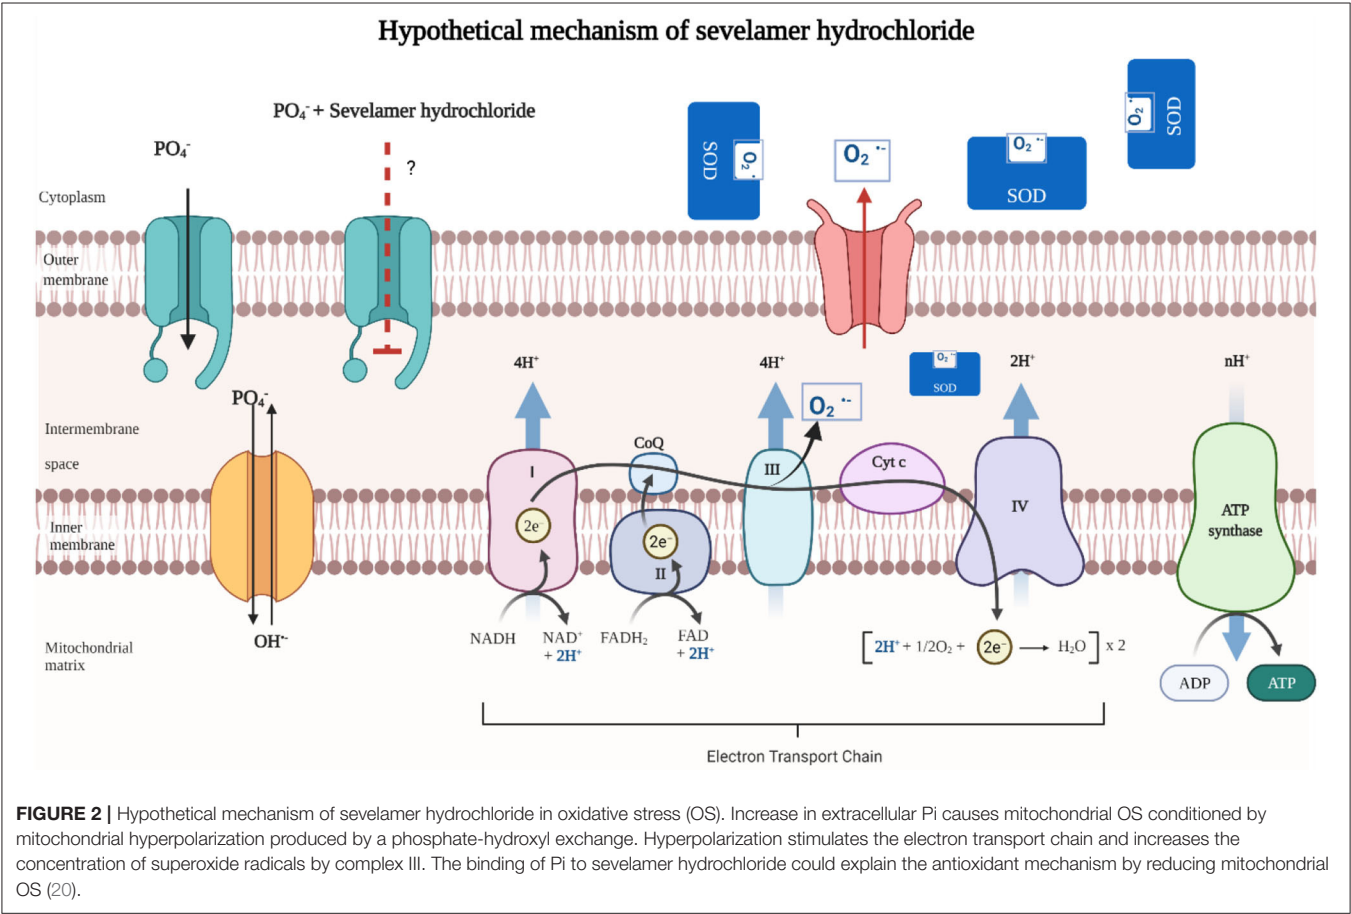 Hypothetical mechanism of sevelamer hydrochloride
PO₄⁻ + Sevelamer hydrochloride
PO₄⁻
?
SOD
O₂
O₂ •-
O₂ •-
SOD
O₂ •
SOD
Cytoplasm
Outer
membrane
4H⁺
4H⁺
O₂ •-
SOD
2H⁺
nH⁺
PO₄⁻
O₂ •-
Intermembrane
space
CoQ
I
III
Cyt c
IV
ATP
synthase
2e⁻
2e⁻
II
Inner
membrane
OH•-
Mitochondrial
matrix
NADH
NAD⁺
+ 2H⁺
FADH₂
FAD
+ 2H⁺
[2H⁺ + 1/2O₂ + 2e⁻ → H₂O] x 2
ADP
ATP
Electron Transport Chain
FIGURE 2 | Hypothetical mechanism of sevelamer hydrochloride in oxidative stress (OS). Increase in extracellular Pi causes mitochondrial OS conditioned by
mitochondrial hyperpolarization produced by a phosphate-hydroxyl exchange. Hyperpolarization stimulates the electron transport chain and increases the
concentration of superoxide radicals by complex III. The binding of Pi to sevelamer hydrochloride could explain the antioxidant mechanism by reducing mitochondrial
OS (20).